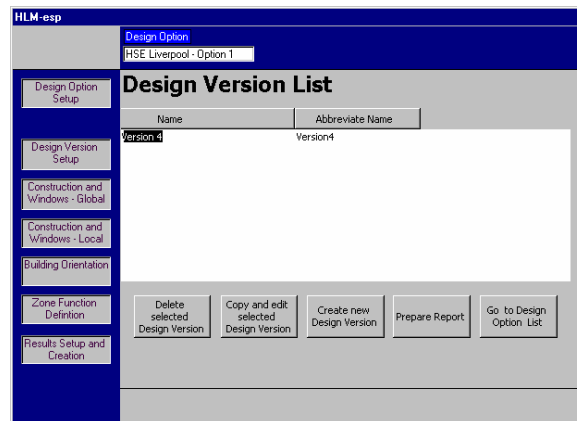 HLM-esp
Design Option
HSE Liverpool - Option 1
Design Version List
Name Abbreviate Name
Version 4 Version4
Design Option
Setup
Design Version
Setup
Construction and
Windows - Global
Construction and
Windows - Local
Building Orientation
Zone Function
Defintion
Results Setup and
Creation
Delete
selected
Design Version
Copy and edit
selected
Design Version
Create new
Design Version
Prepare Report
Go to Design
Option List